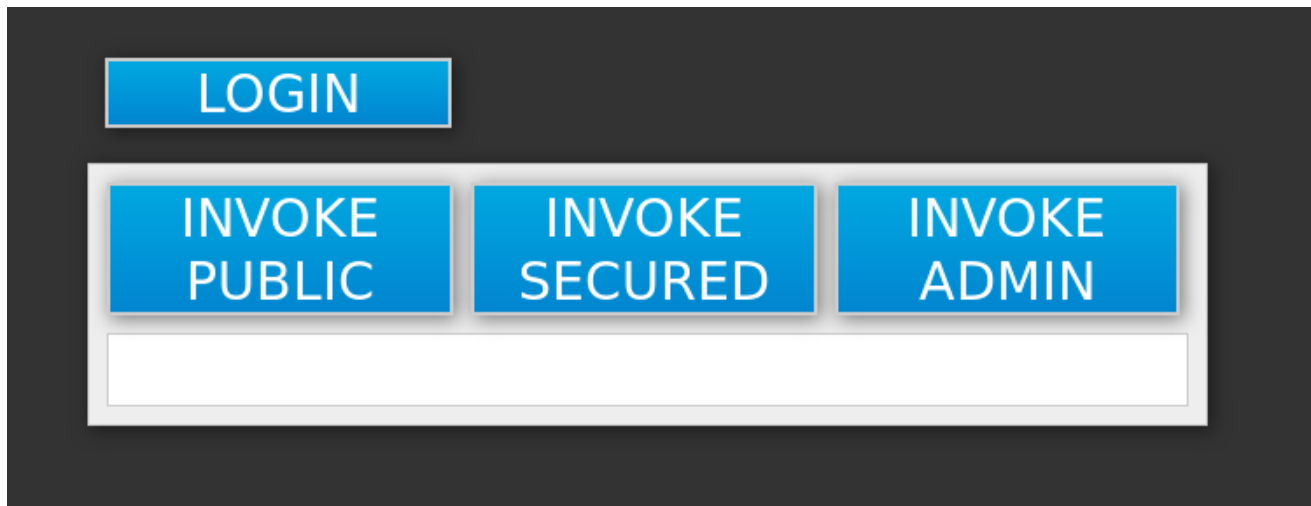 LOGIN
INVOKE
PUBLIC
INVOKE
SECURED
INVOKE
ADMIN